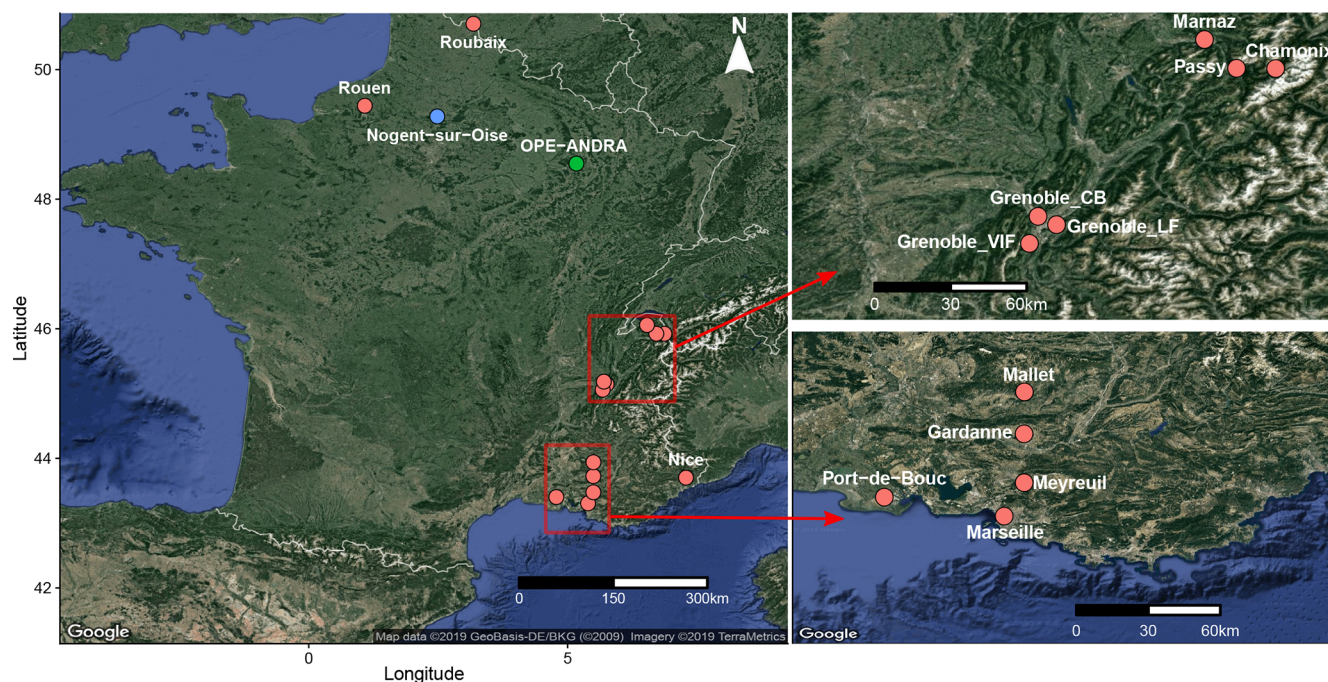 Roubaix
Rouen
Nogent−sur−Oise
OPE−ANDRA
N
Nice
0 150 300km
Google
Map data ©2019 GeoBasis-DE/BKG (©2009) Imagery ©2019 TerraMetrics
50
48
46
44
42
Latitude
0 5
Longitude
Marnaz
Chamonix
Passy
Grenoble_CB
Grenoble_LF
Grenoble_VIF
0 30 60km
Mallet
Gardanne
Port−de−Bouc
Meyreuil
Marseille
0 30 60km
Google